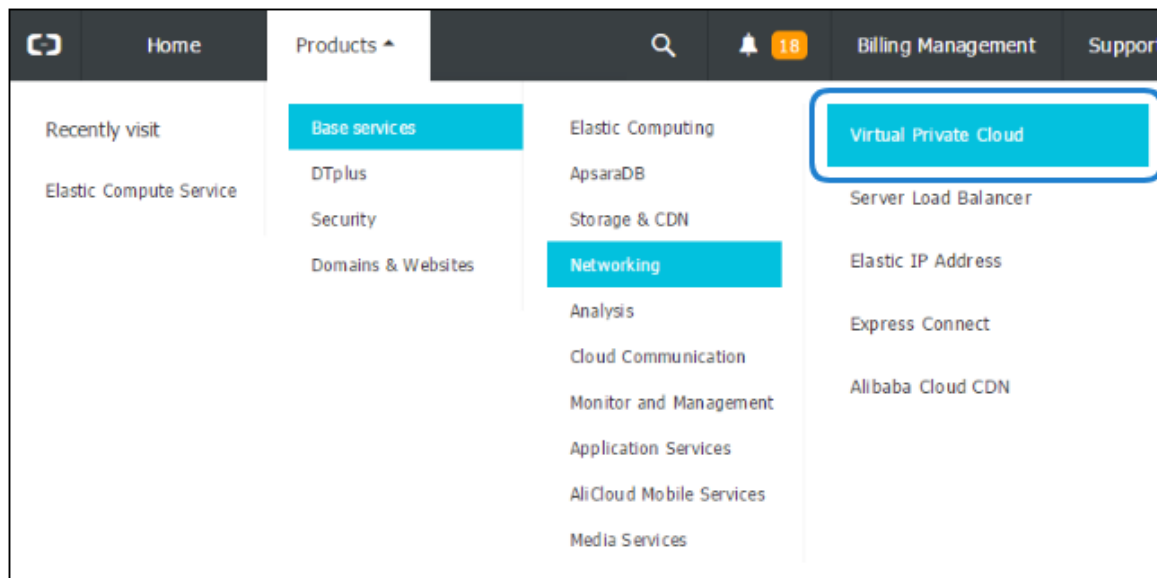 Home
Products
18
Billing Management
Suppor
Recently visit
Elastic Compute Service
Base services
DTplus
Security
Domains & Websites
Elastic Computing
ApsaraDB
Storage & CDN
Networking
Analysis
Cloud Communication
Monitor and Management
Application Services
AliCloud Mobile Services
Media Services
Virtual Private Cloud
Server Load Balancer
Elastic IP Address
Express Connect
Alibaba Cloud CDN